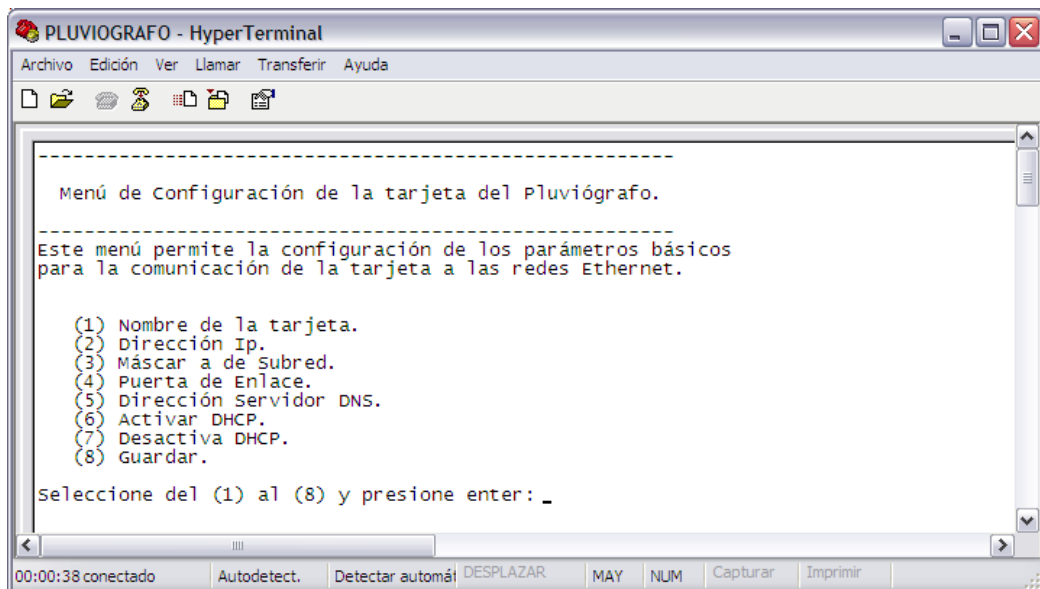 PLUVIOGRAFO - HyperTerminal
Archivo Edición Ver Llamar Transferir Ayuda
--------------------------------------------------------
Menú de Configuración de la tarjeta del Pluviógrafo.
--------------------------------------------------------
Este menú permite la configuración de los parámetros básicos
para la comunicación de la tarjeta a las redes Ethernet.
(1) Nombre de la tarjeta.
(2) Dirección Ip.
(3) Máscar a de Subred.
(4) Puerta de Enlace.
(5) Dirección Servidor DNS.
(6) Activar DHCP.
(7) Desactiva DHCP.
(8) Guardar.
Seleccione del (1) al (8) y presione enter: _
00:00:38 conectado Autodetect. Detectar automát DESPLAZAR MAY NUM Capturar Imprimir